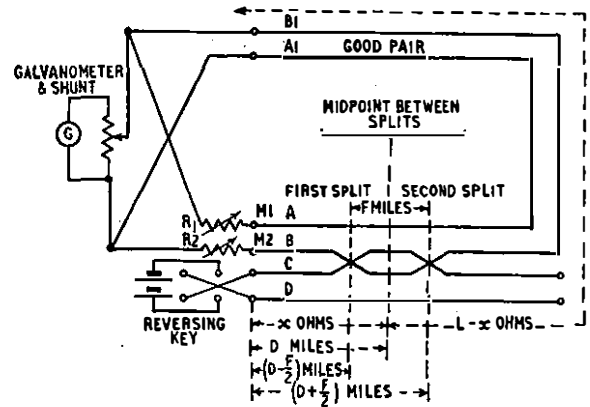 B1
A1
GOOD PAIR
GALVANOMETER
& SHUNT
G
MIDPOINT BETWEEN
SPLITS
FIRST SPLIT
SECOND SPLIT
F MILES
R1
M1
A
R2
M2
B
C
D
REVERSING
KEY
x OHMS
L-x OHMS
D MILES
(D-F/2) MILES
(D+F/2) MILES